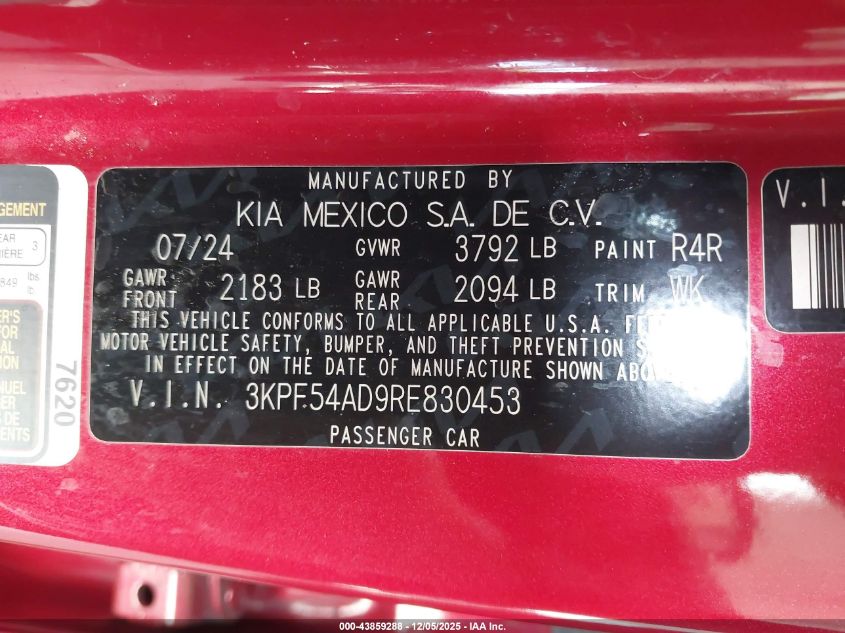 MANUFACTURED BY
KIA MEXICO S.A. DE C.V.
07/24 GVWR 3792 LB PAINT R4R
GAWR FRONT 2183 LB GAWR REAR 2094 LB TRIM WK
THIS VEHICLE CONFORMS TO ALL APPLICABLE U.S.A.
MOTOR VEHICLE SAFETY, BUMPER, AND THEFT PREVENTION
IN EFFECT ON THE DATE OF MANUFACTURE SHOWN
V.I.N. 3KPF54AD9RE830453
PASSENGER CAR
7620
V.I.
000-43859288 - 12/05/2025 - IAA Inc.